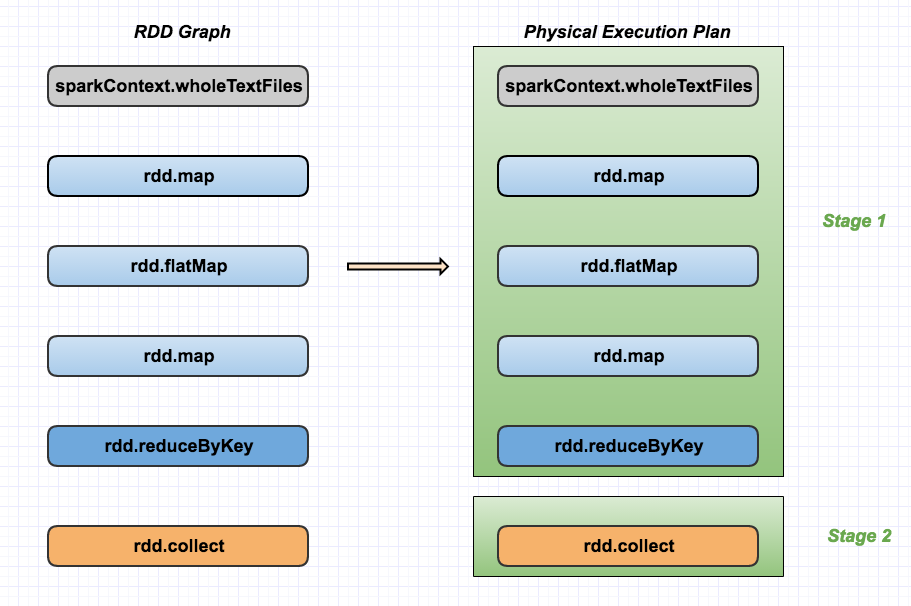 RDD Graph
Physical Execution Plan
sparkContext.wholeTextFiles
sparkContext.wholeTextFiles
rdd.map
rdd.map
Stage 1
rdd.flatMap
rdd.flatMap
rdd.map
rdd.map
rdd.reduceByKey
rdd.reduceByKey
rdd.collect
rdd.collect
Stage 2